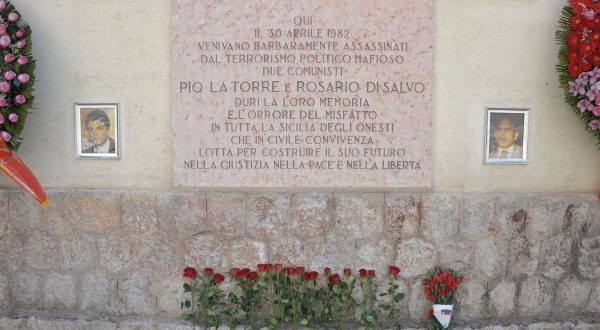 QUI
IL 30 APRILE 1982
VENIVANO BARBARAMENTE ASSASSINATI
DAL TERRORISMO POLITICO MAFIOSO
DUE COMUNISTI
PIO LA TORRE E ROSARIO DI SALVO
DURI LA LORO MEMORIA
E L'ORRORE DEL MISFATTO
IN TUTTA LA SICILIA DEGLI ONESTI
CHE IN CIVILE CONVIVENZA
LOTTA PER COSTRUIRE IL SUO FUTURO
NELLA GIUSTIZIA NELLA PACE E NELLA LIBERTÀ